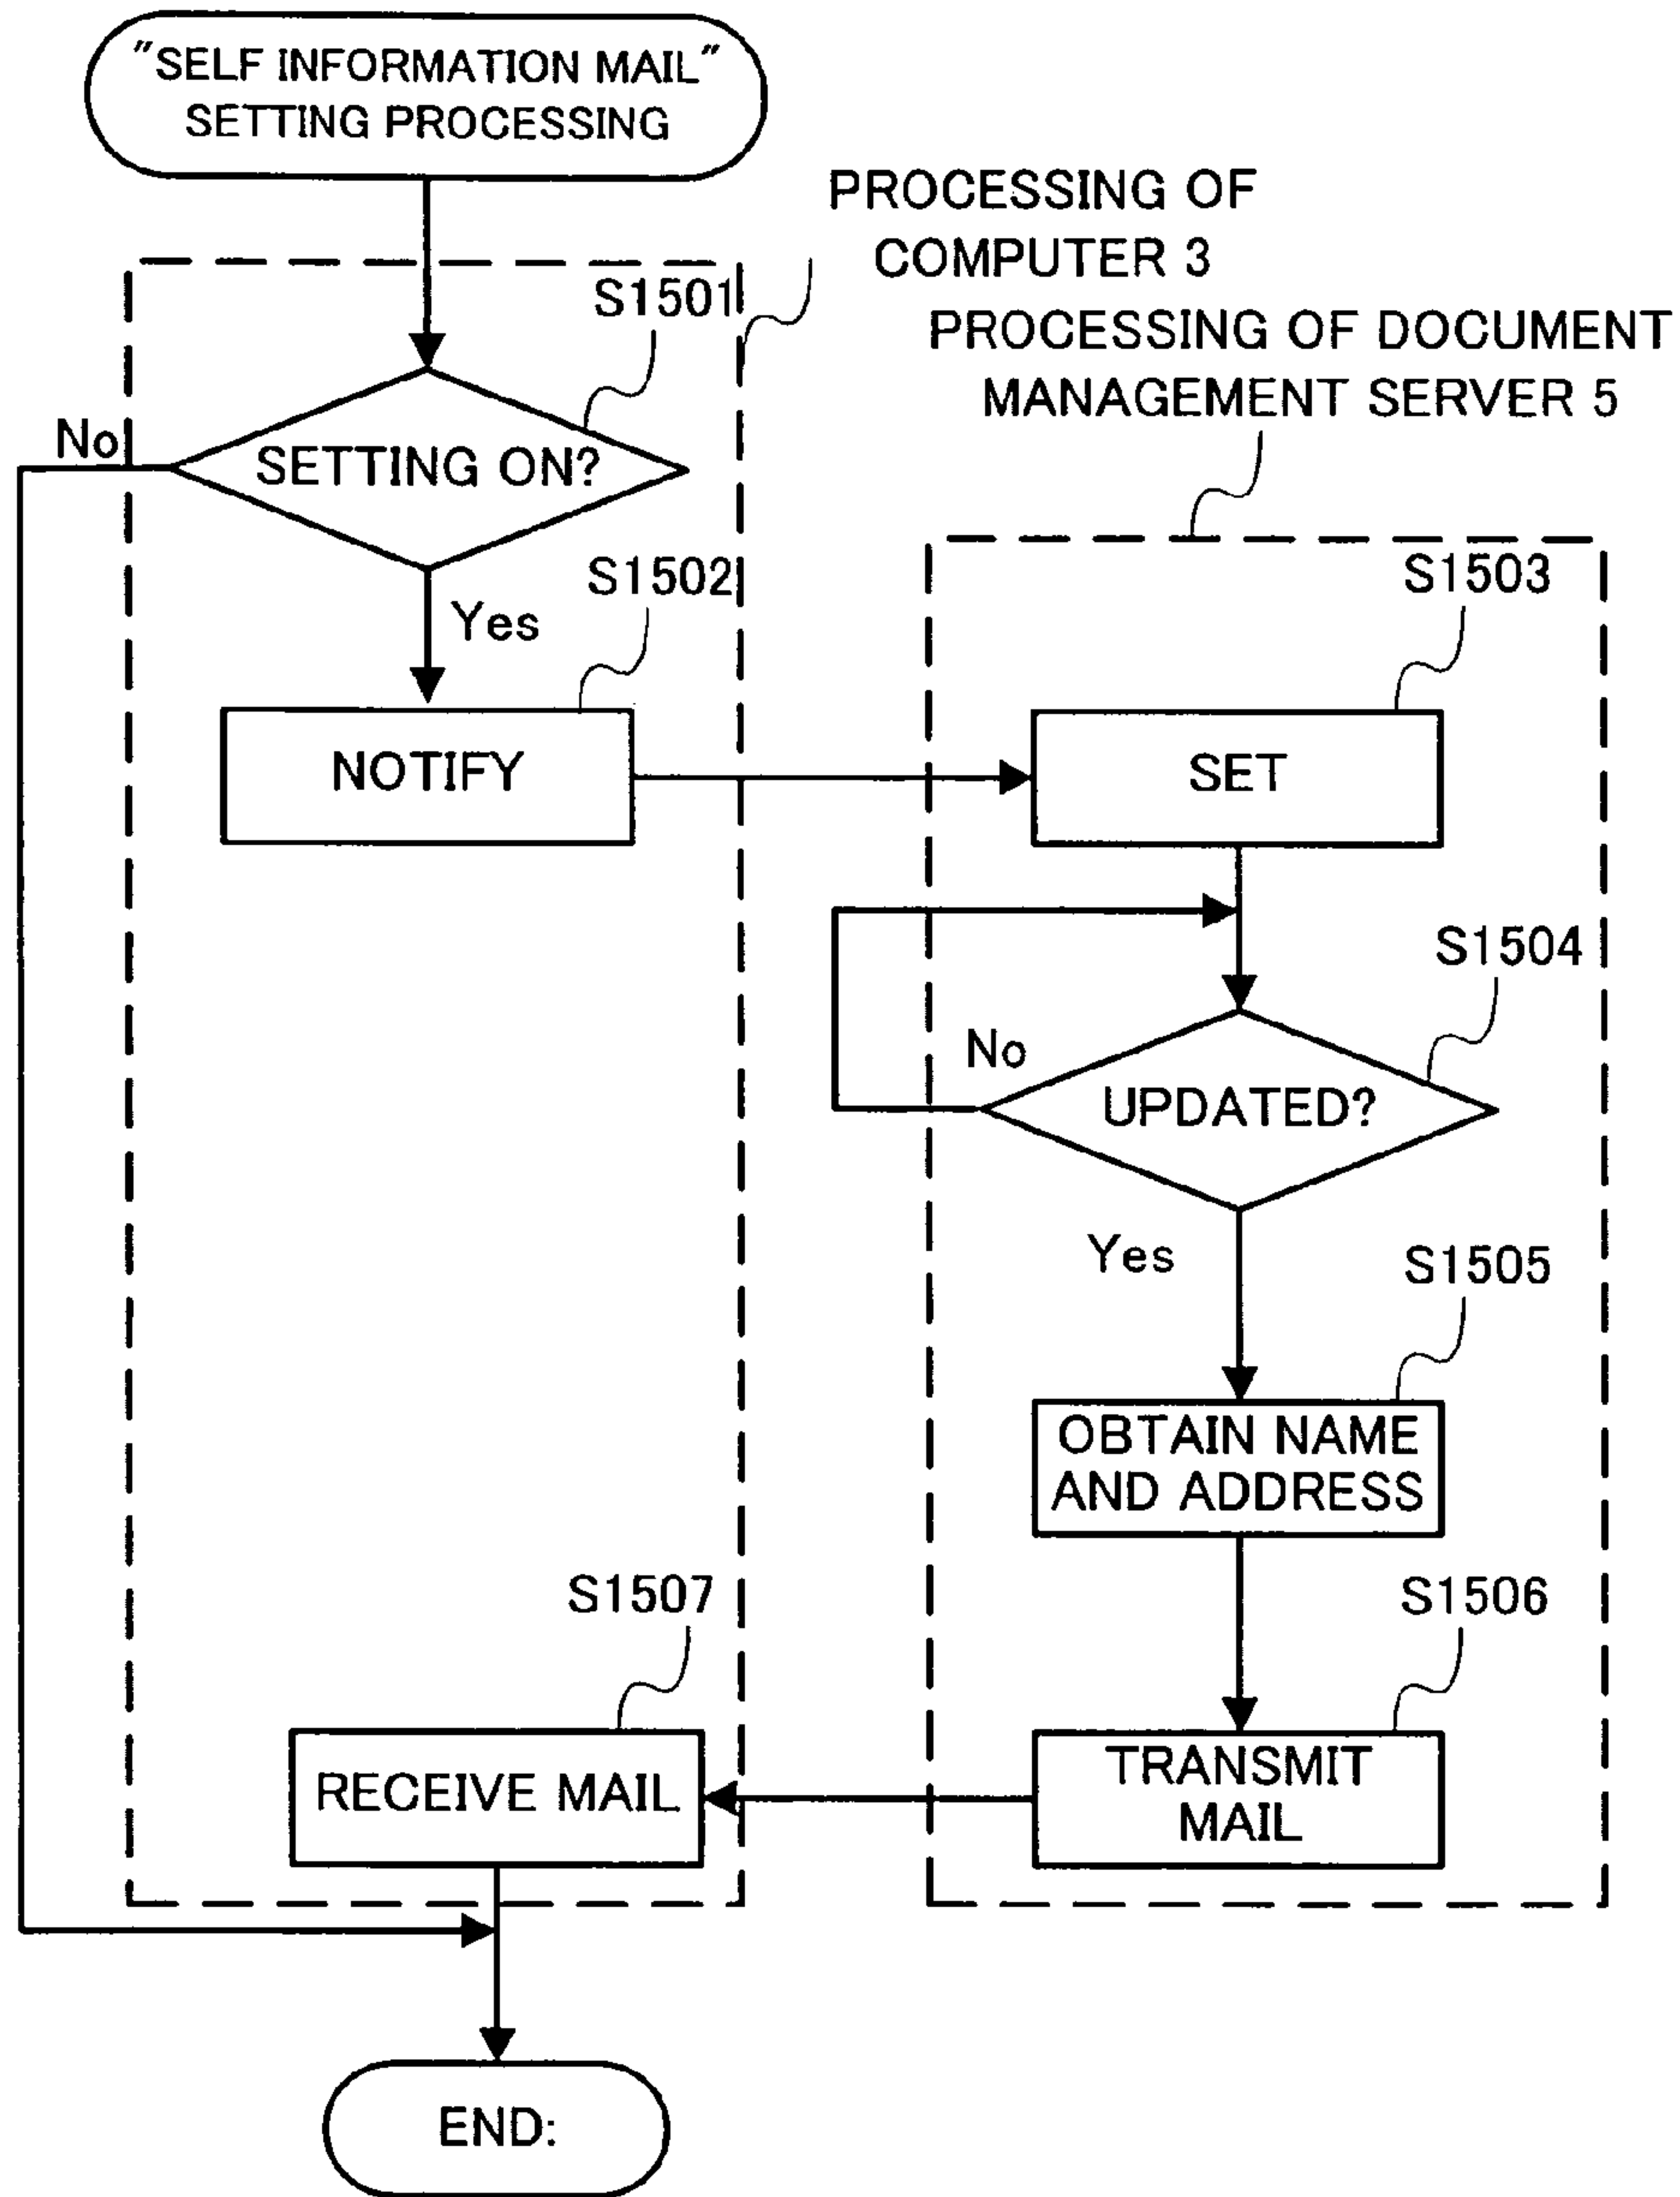 "SELF INFORMATION MAIL"
SETTING PROCESSING
PROCESSING OF
COMPUTER 3
PROCESSING OF DOCUMENT
MANAGEMENT SERVER 5
S1501
No
SETTING ON?
S1502
Yes
NOTIFY
S1503
SET
S1504
No
UPDATED?
Yes
S1505
OBTAIN NAME
AND ADDRESS
S1506
TRANSMIT
MAIL
S1507
RECEIVE MAIL
END: